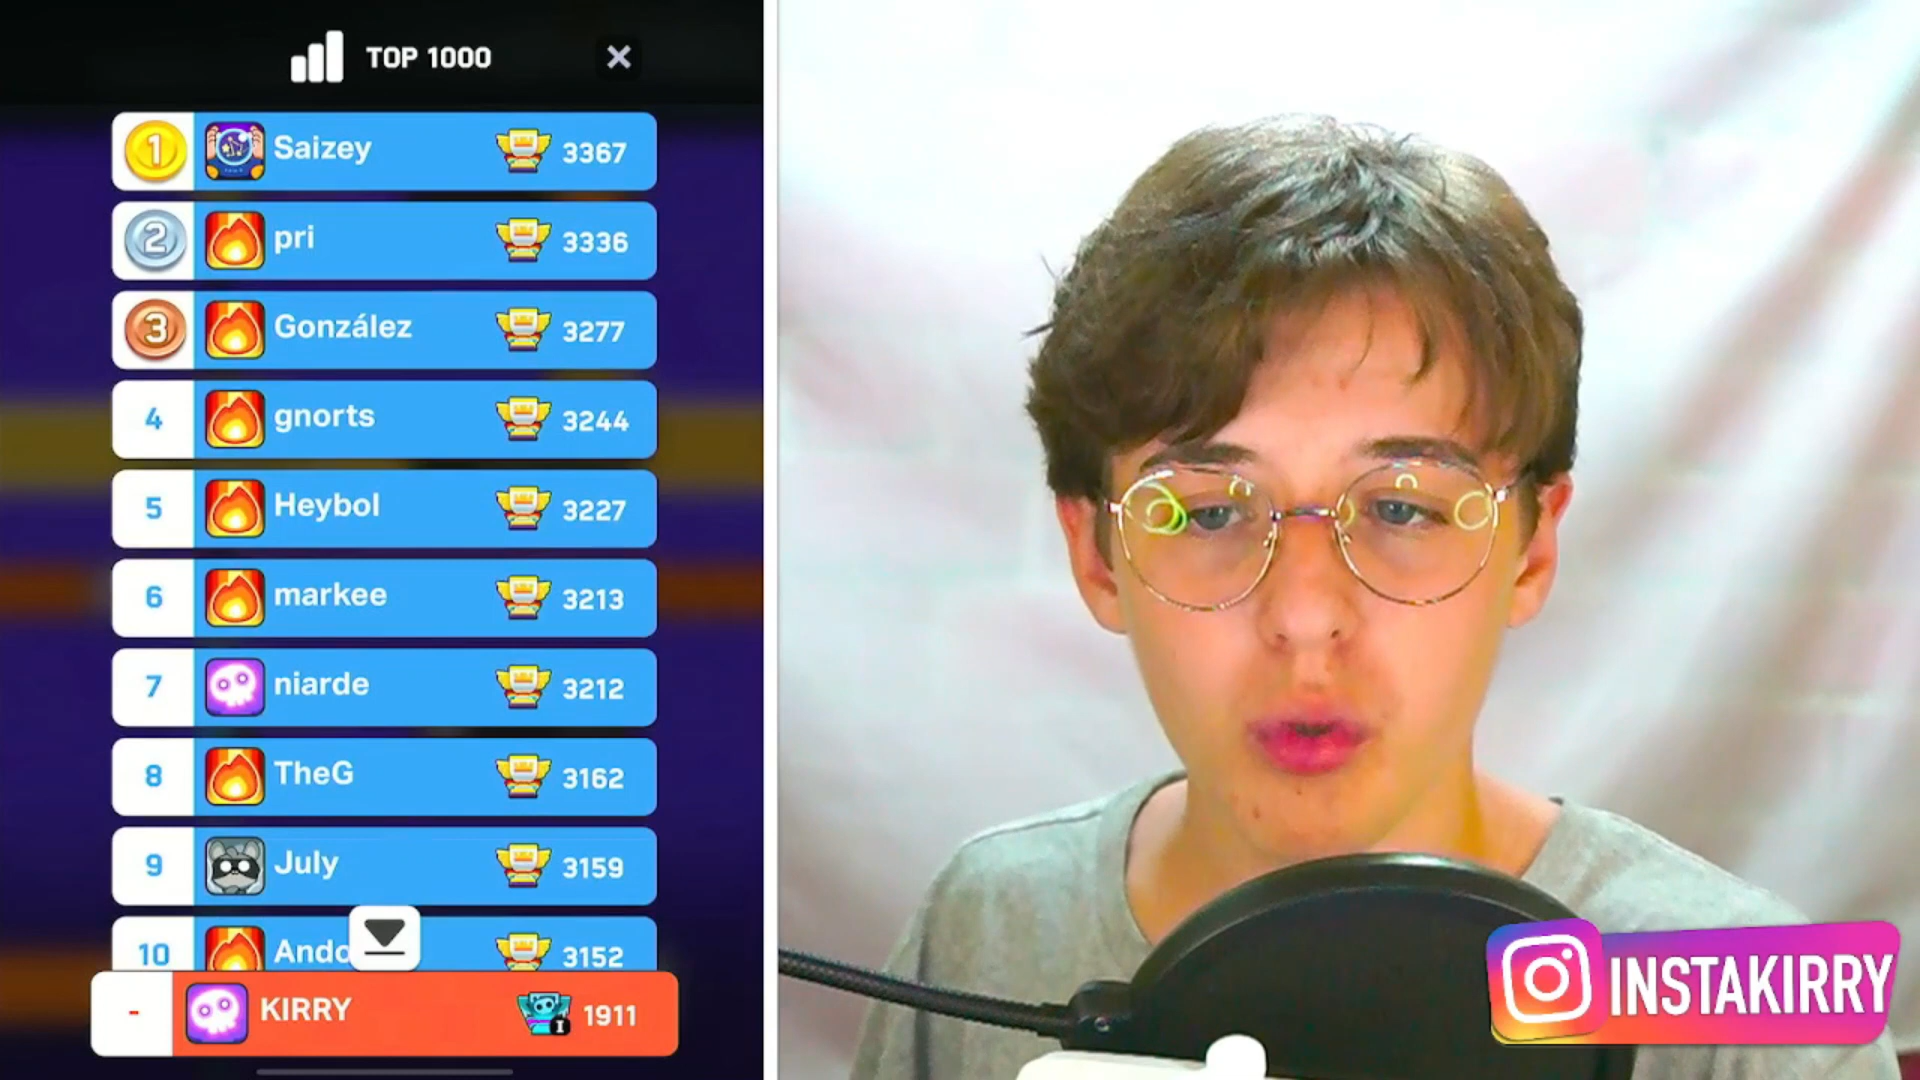 TOP 1000
1 Saizey 3367
2 pri 3336
3 González 3277
4 gnorts 3244
5 Heybol 3227
6 markee 3213
7 niarde 3212
8 TheG 3162
9 July 3159
10 Ando 3152
- KIRRY I 1911
INSTAKIRRY